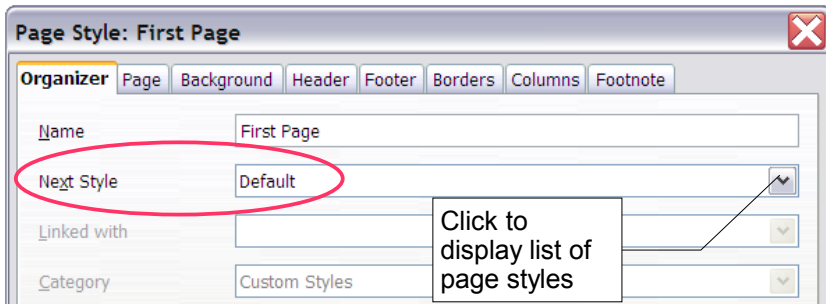 Page Style: First Page
Organizer Page Background Header Footer Borders Columns Footnote
Name First Page
Next Style Default
Linked with
Category Custom Styles
Click to
display list of
page styles